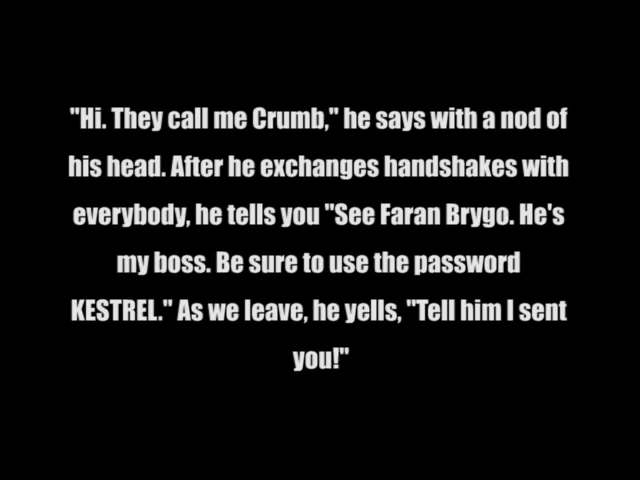 "Hi. They call me Crumb," he says with a nod of
his head. After he exchanges handshakes with
everybody, he tells you "See Faran Brygo. He's
my boss. Be sure to use the password
KESTREL." As we leave, he yells, "Tell him I sent
you!"